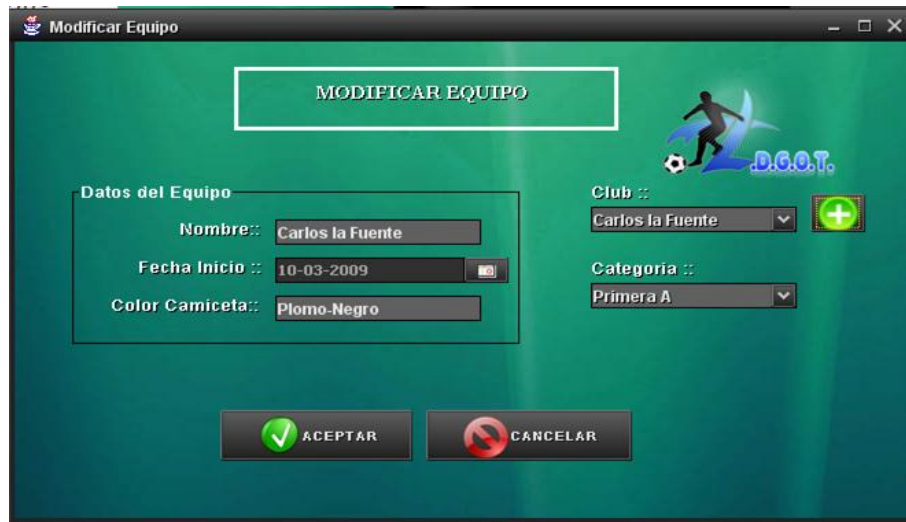 Modificar Equipo
MODIFICAR EQUIPO
.D.G.O.T.
Datos del Equipo
Nombre::
Carlos la Fuente
Fecha Inicio ::
10-03-2009
Color Camiceta::
Plomo-Negro
Club ::
Carlos la Fuente
Categoria ::
Primera A
ACEPTAR
CANCELAR